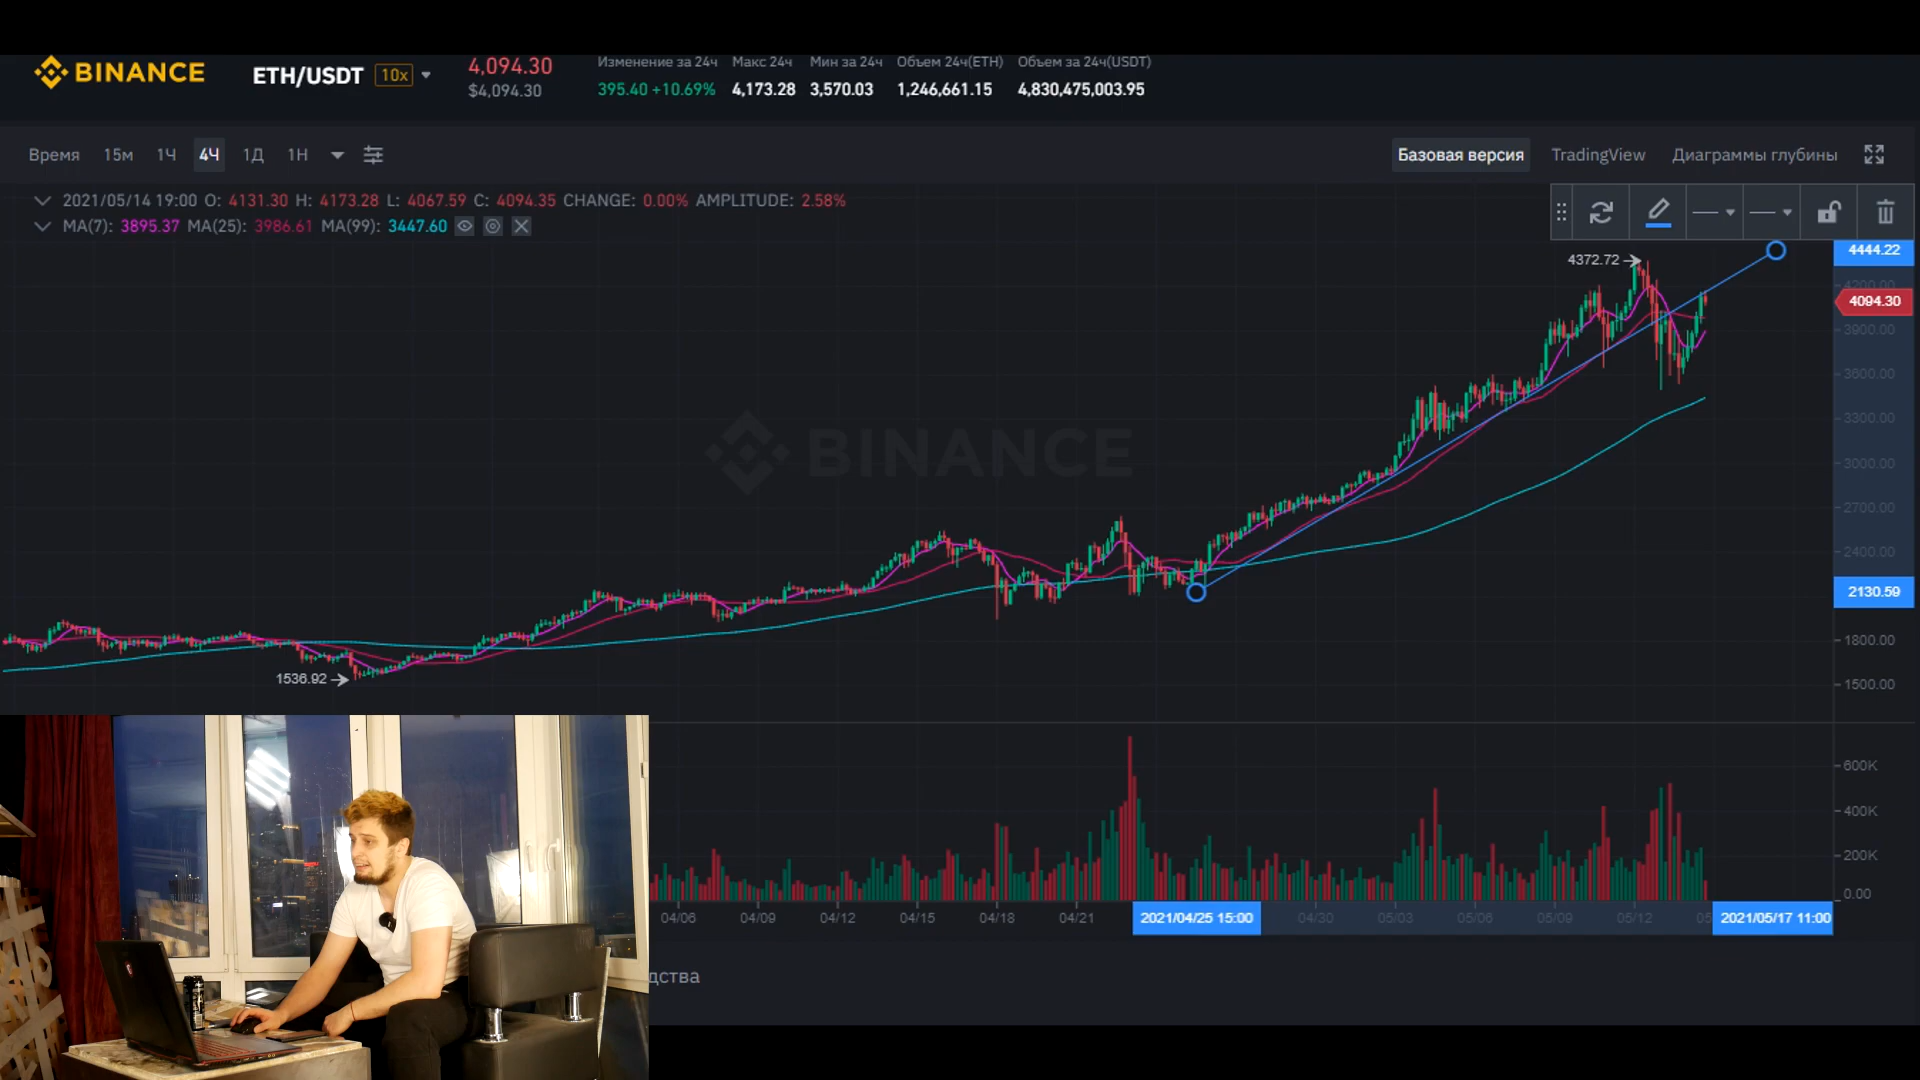 BINANCE
ETH/USDT 10x
4,094.30
$4,094.30
Изменение за 24ч Макс 24ч Мин за 24ч Объем 24ч(ETH) Объем за 24ч(USDT)
395.40 +10.69% 4,173.28 3,570.03 1,246,661.15 4,830,475,003.95
Время 15м 1Ч 4Ч 1Д 1Н
Базовая версия TradingView Диаграммы глубины
2021/05/14 19:00 O: 4131.30 H: 4173.28 L: 4067.59 C: 4094.35 CHANGE: 0.00% AMPLITUDE: 2.58%
MA(7): 3895.37 MA(25): 3986.61 MA(99): 3447.60
4444.22
4372.72
4200.00
4094.30
3900.00
3600.00
3300.00
BINANCE
3000.00
2700.00
2400.00
2130.59
1800.00
1536.92
1500.00
600K
400K
200K
0.00
04/06 04/09 04/12 04/15 04/18 04/21 2021/04/25 15:00 04/30 05/03 05/06 05/09 05/12 05 2021/05/17 11:00
дства